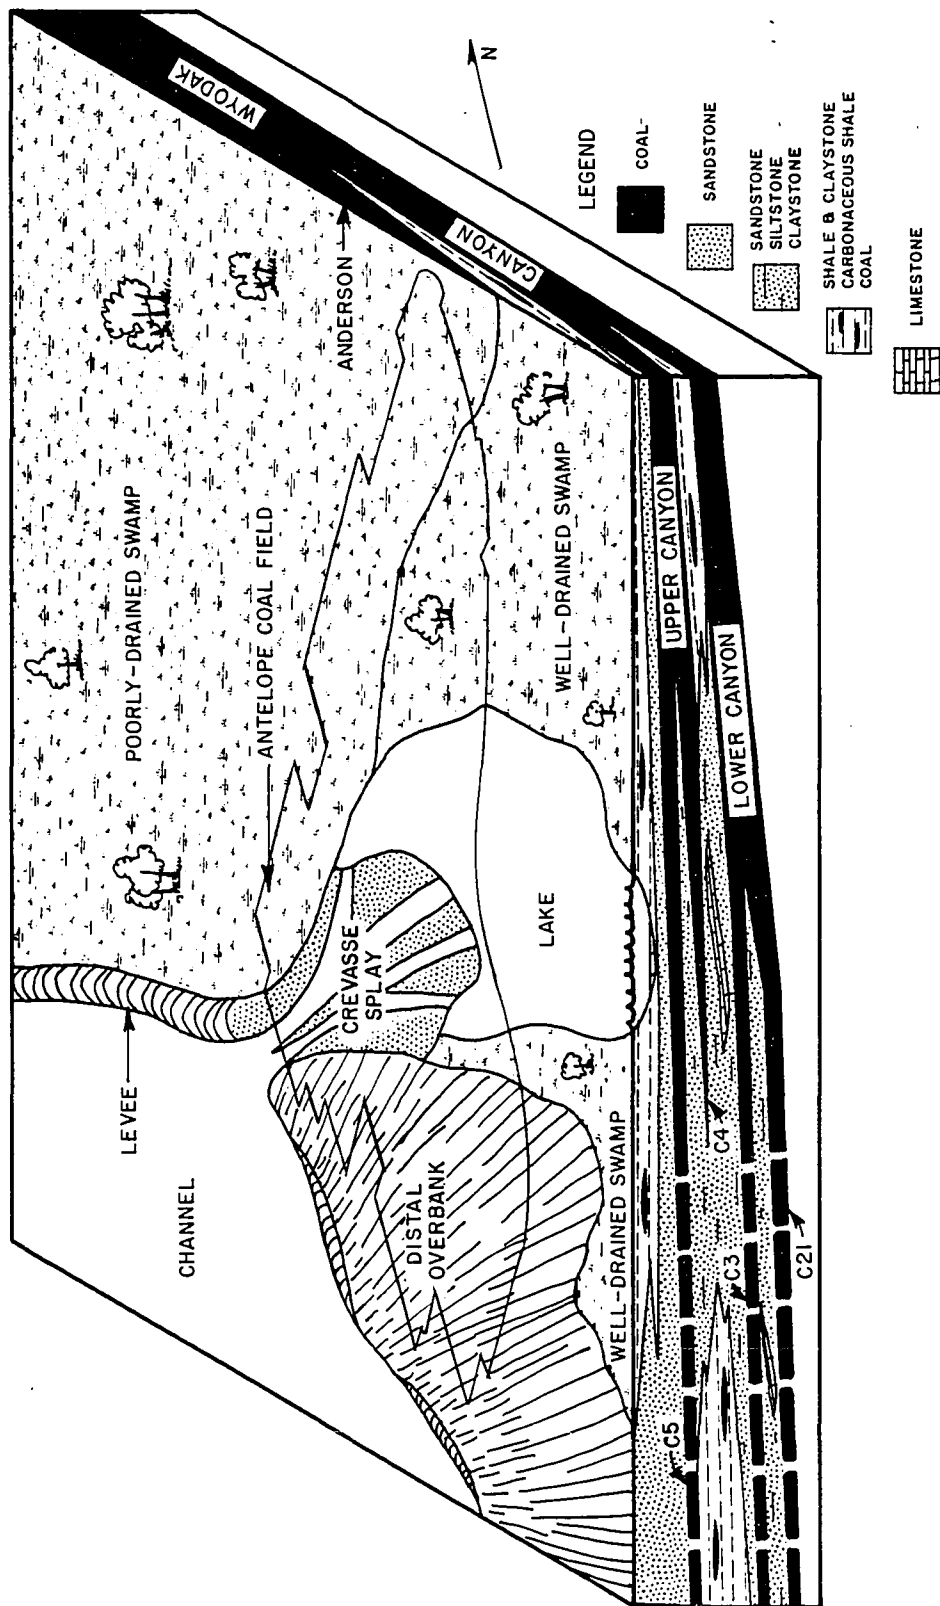 WYODAK
N
ANDERSON
CANYON
POORLY-DRAINED SWAMP
ANTELOPE COAL FIELD
WELL-DRAINED SWAMP
LEVEE
CHANNEL
CREVASSE
SPLAY
LAKE
DISTAL
OVERBANK
WELL-DRAINED SWAMP
UPPER CANYON
LOWER CANYON
C5
C4
C3
C21
LEGEND
COAL
SANDSTONE
SANDSTONE
SILTSTONE
CLAYSTONE
SHALE & CLAYSTONE
CARBONACEOUS SHALE
COAL
LIMESTONE